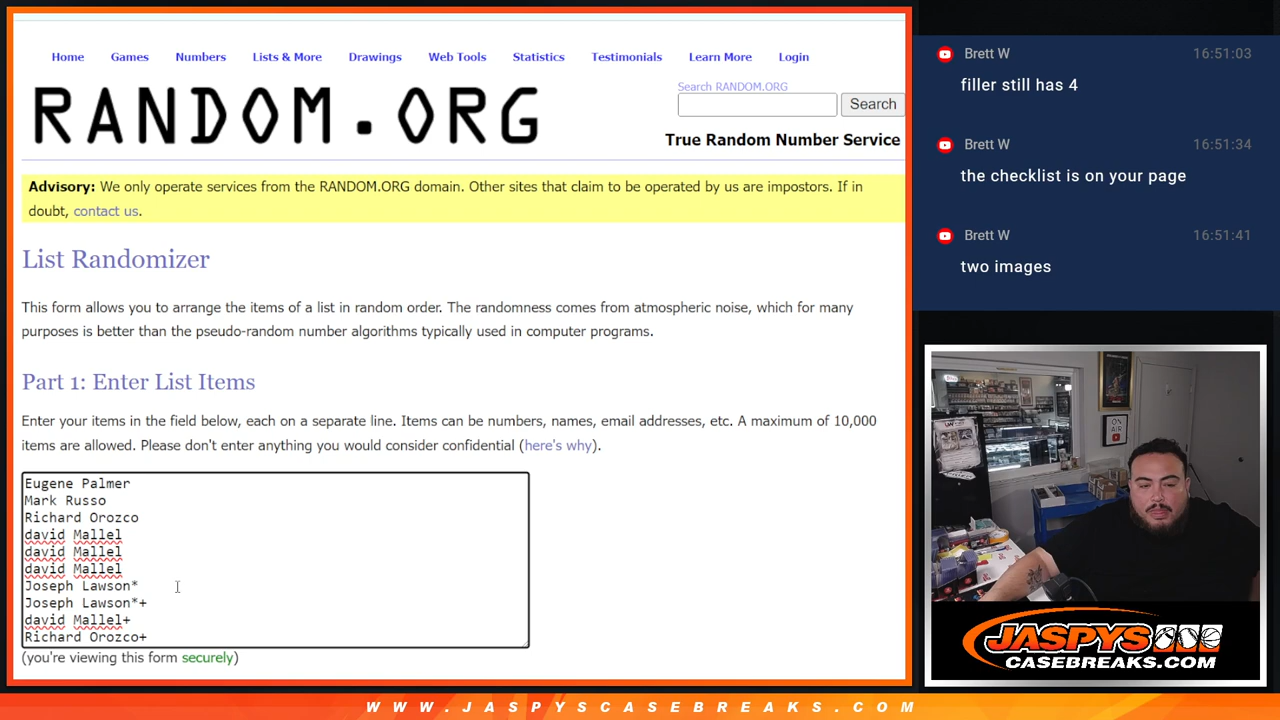 Home Games Numbers Lists & More Drawings Web Tools Statistics Testimonials Learn More Login
RANDOM.ORG
Search RANDOM.ORG
Search
True Random Number Service
Advisory: We only operate services from the RANDOM.ORG domain. Other sites that claim to be operated by us are impostors. If in
doubt, contact us.
List Randomizer
This form allows you to arrange the items of a list in random order. The randomness comes from atmospheric noise, which for many
purposes is better than the pseudo-random number algorithms typically used in computer programs.
Part 1: Enter List Items
Enter your items in the field below, each on a separate line. Items can be numbers, names, email addresses, etc. A maximum of 10,000
items are allowed. Please don't enter anything you would consider confidential (here's why).
Eugene Palmer
Mark Russo
Richard Orozco
david Mallel
david Mallel
david Mallel
Joseph Lawson*
Joseph Lawson*+
david Mallel+
Richard Orozco+
(you're viewing this form securely)
Brett W 16:51:03
filler still has 4
Brett W 16:51:34
the checklist is on your page
Brett W 16:51:41
two images
ON AIR
JASPYS
CASEBREAKS.COM
WWW.JASPYSCASEBREAKS.COM